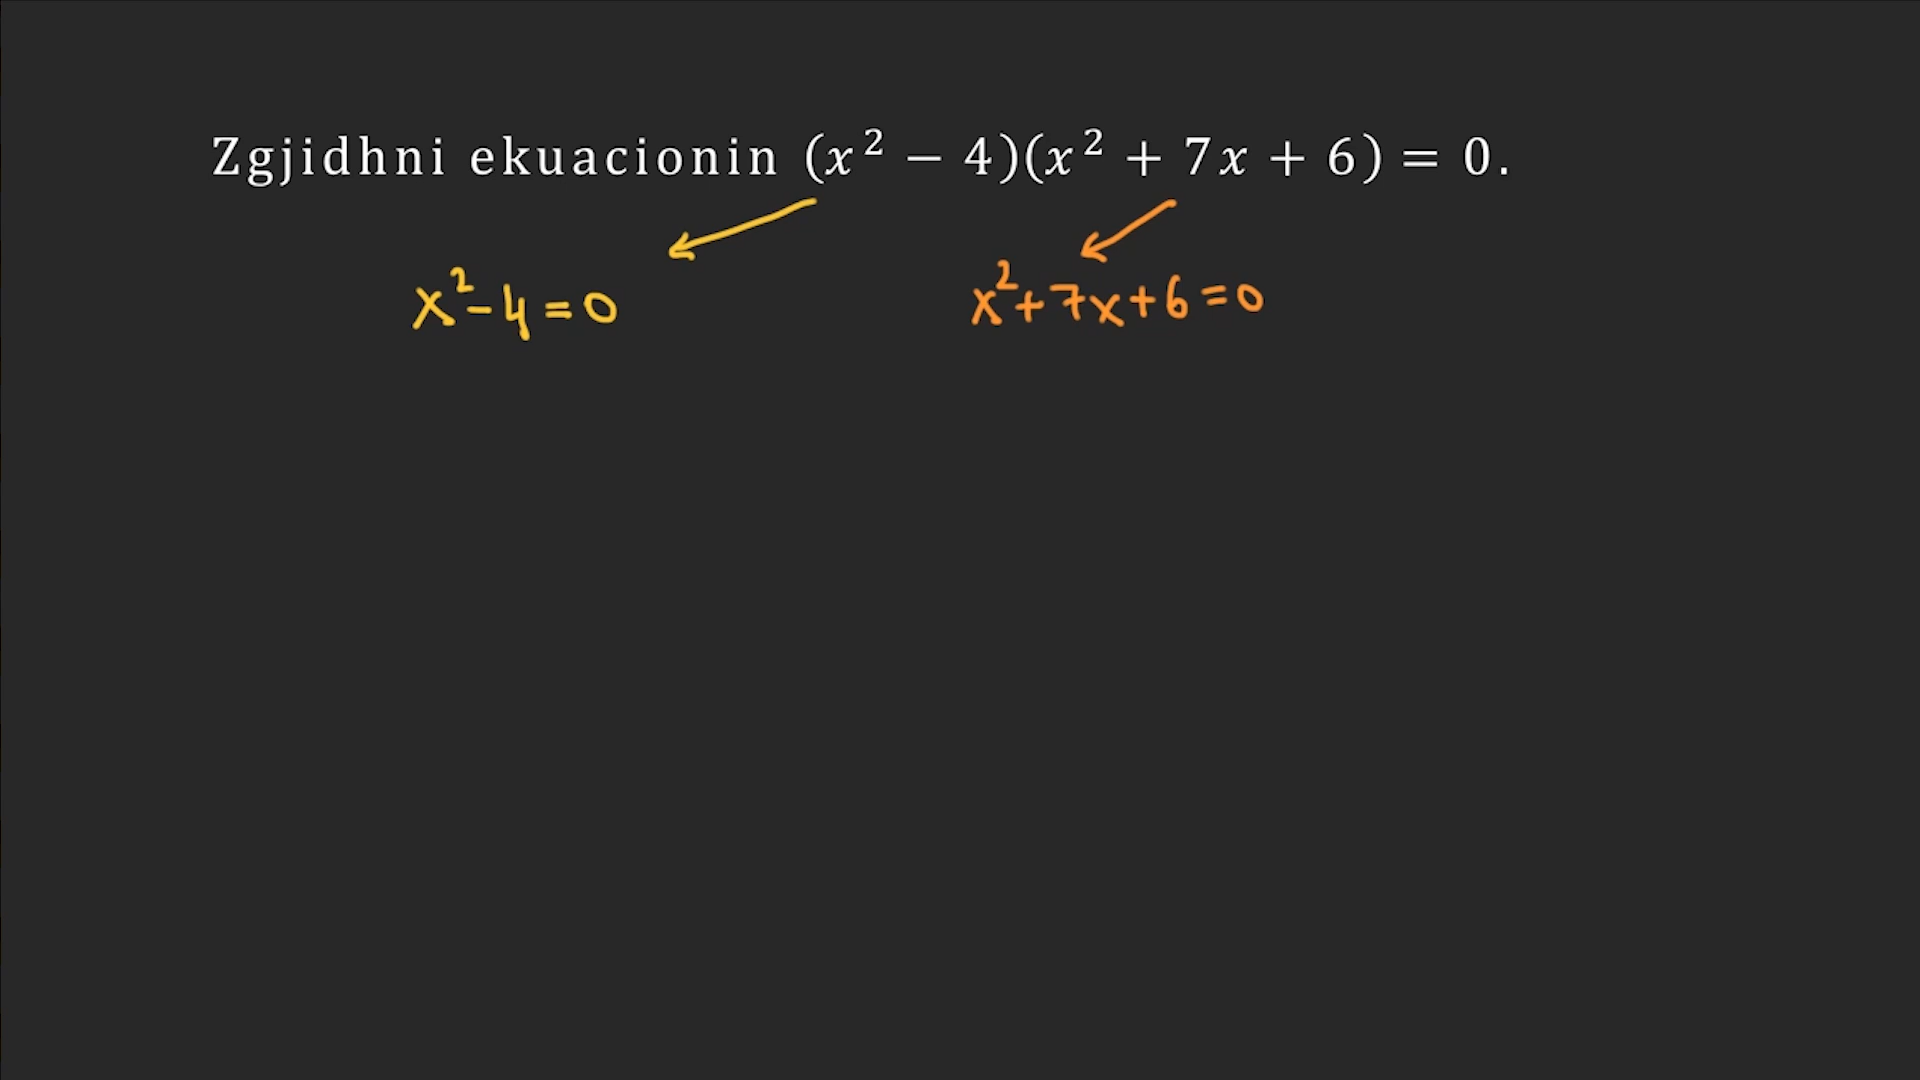 Zgjidhni ekuacionin (x² − 4)(x² + 7x + 6) = 0.
x²-4=0
x²+7x+6=0